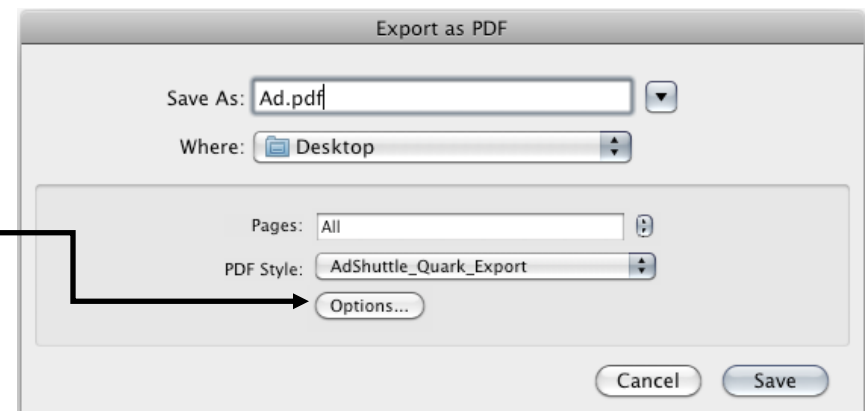 Export as PDF
Save As: Ad.pdf
Where: Desktop
Pages: All
PDF Style: AdShuttle_Quark_Export
Options...
Cancel Save